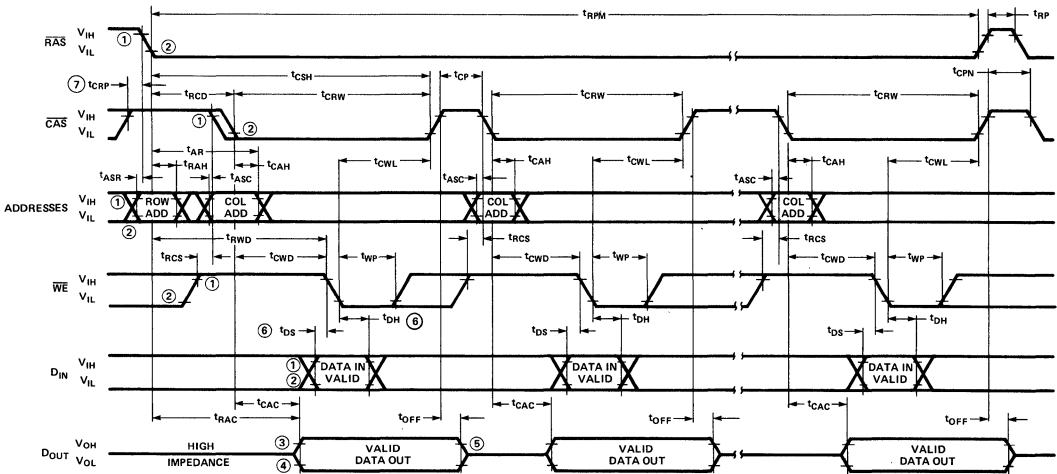 tRPM
tRP
RAS
VIH
VIL
①
②
tCSH
tCP
tCPN
⑦ tCRP
tRCD
tCRW
tCRW
tCRW
CAS
VIH
VIL
①
②
tAR
tRAH
tCAH
tCWL
tCAH
tCWL
tCAH
tCWL
tASR
tASC
tASC
tASC
ADDRESSES
VIH
VIL
①
②
ROW ADD
COL ADD
COL ADD
COL ADD
tRWD
tRCS
tRCS
tRCS
tCWD
tWP
tCWD
tWP
tCWD
tWP
WE
VIH
VIL
①
②
tDH
⑥
tDH
tDH
⑥ tDS
tDS
tDS
DIN
VIH
VIL
①
②
DATA IN VALID
DATA IN VALID
DATA IN VALID
tCAC
tCAC
tCAC
tRAC
tOFF
tOFF
tOFF
DOUT
VOH
VOL
HIGH IMPEDANCE
③
④
VALID DATA OUT
⑤
VALID DATA OUT
VALID DATA OUT